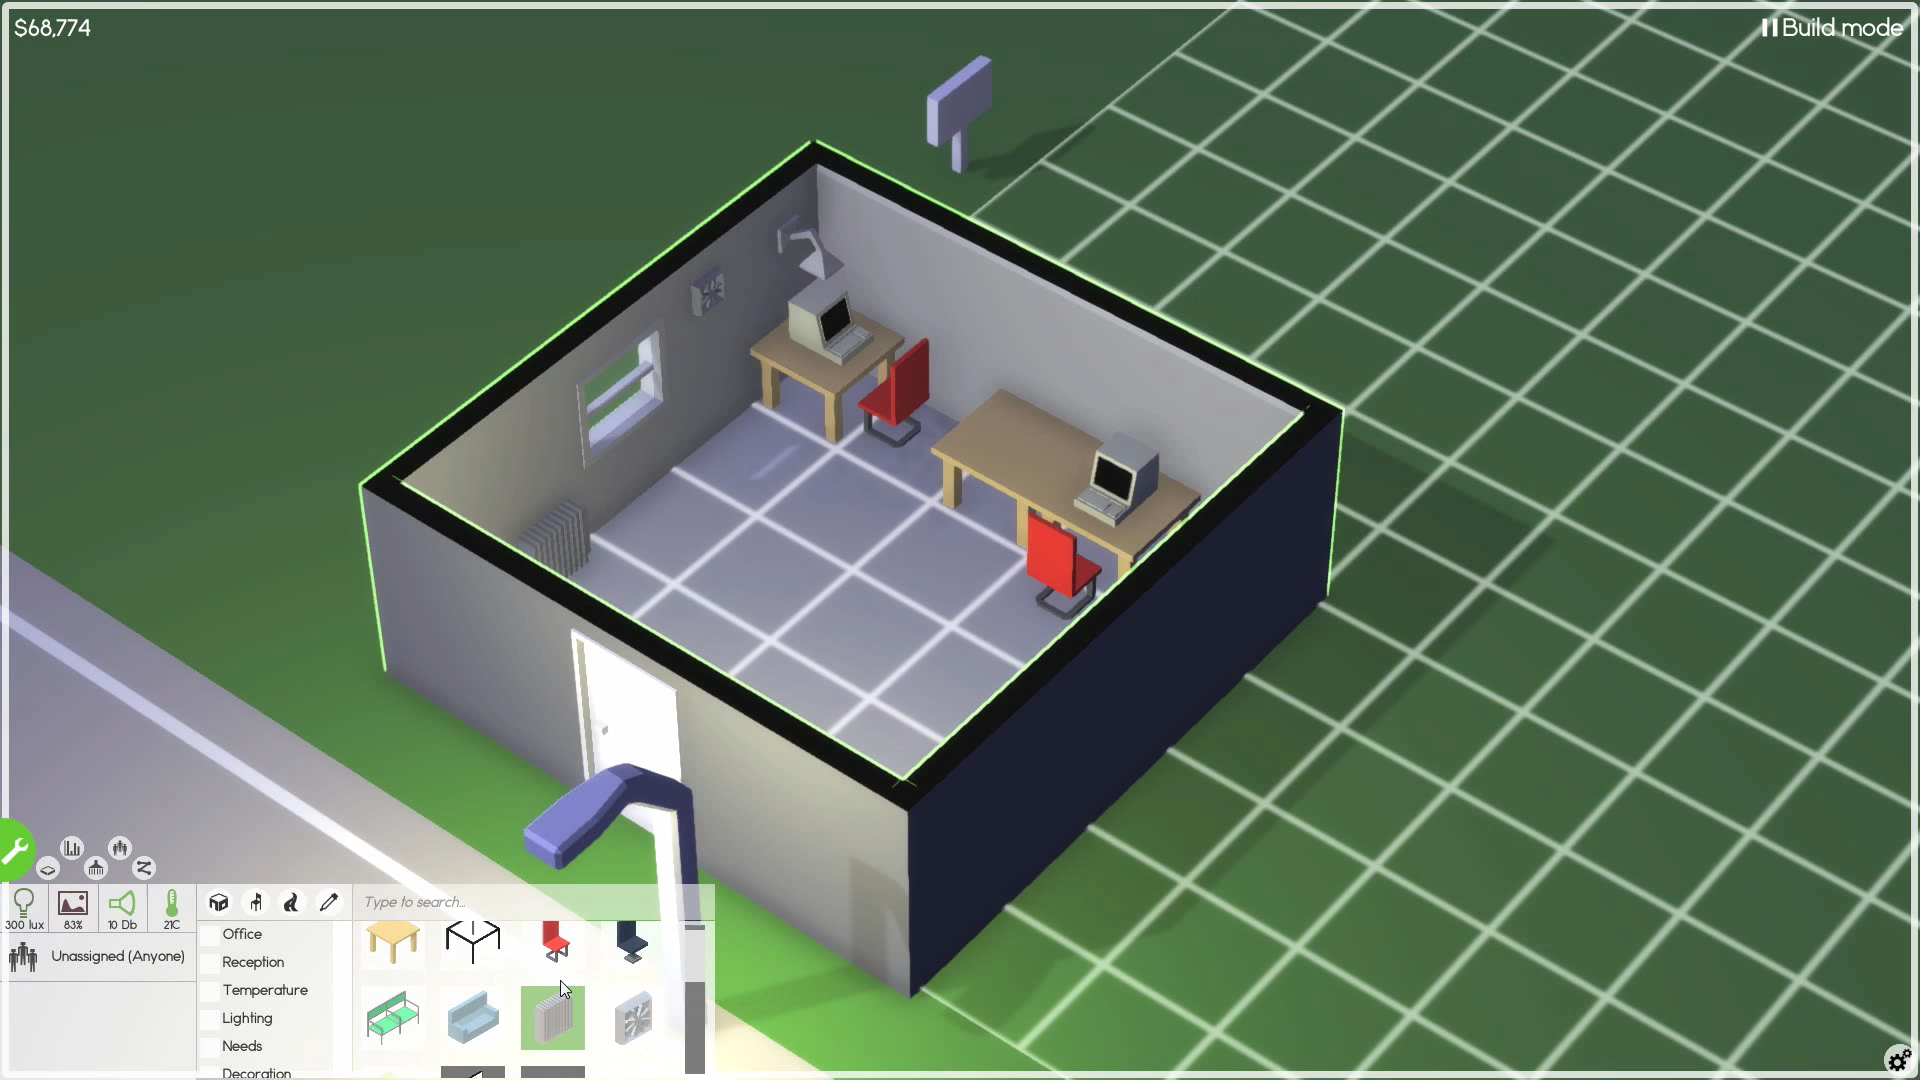 $68,774
Build mode
300 lux
83%
10 Db
21C
Unassigned (Anyone)
Type to search...
Office
Reception
Temperature
Lighting
Needs
Decoration